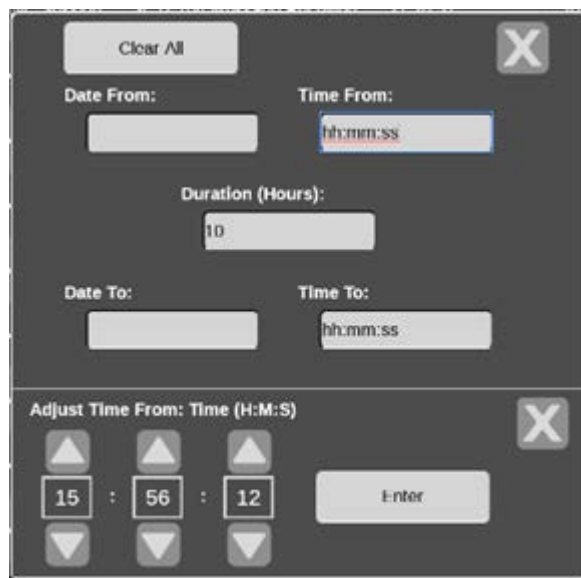 Clear All
X
Date From: Time From:
hh:mm:ss
Duration (Hours):
10
Date To: Time To:
hh:mm:ss
Adjust Time From: Time (H:M:S)
X
15 : 56 : 12
Enter